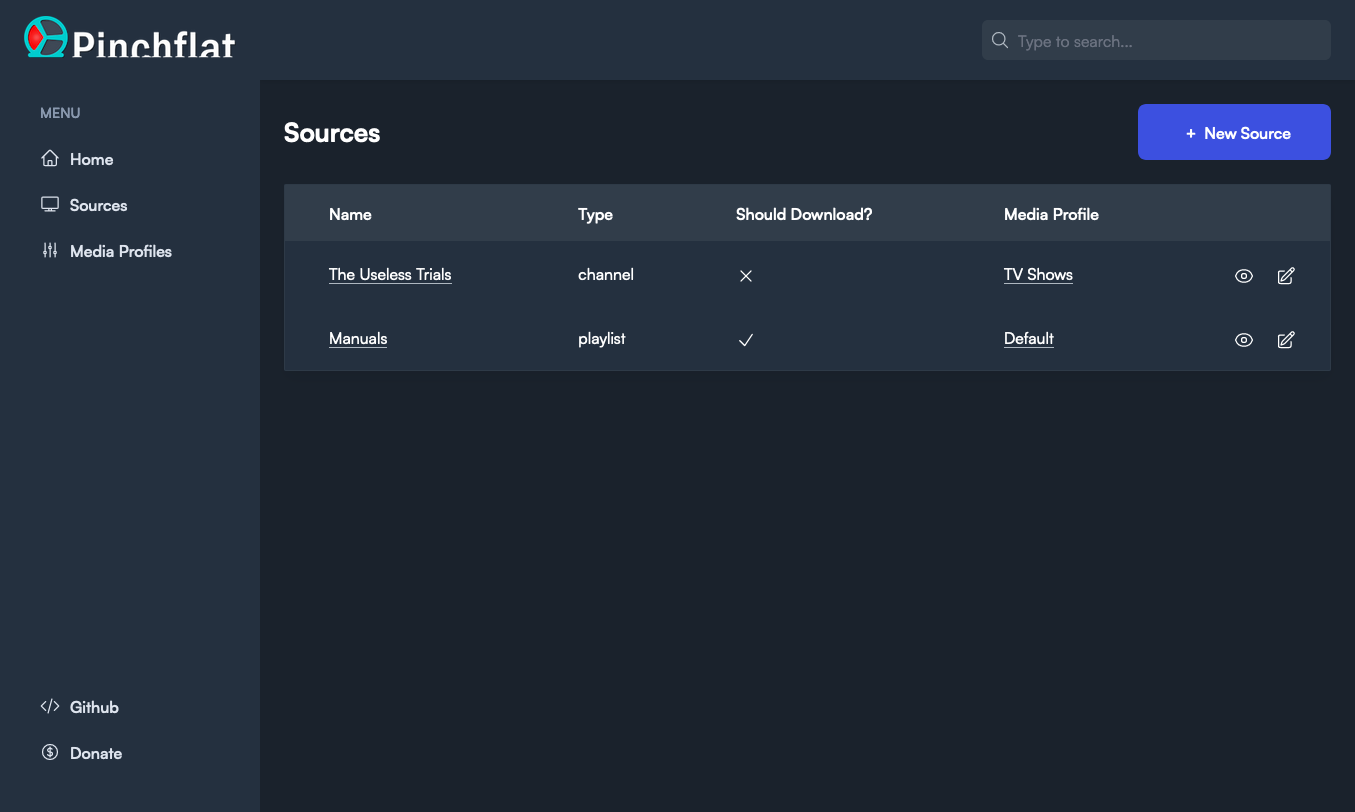 Pinchflat
Type to search...
MENU
Home
Sources
Media Profiles
Github
Donate
Sources
+ New Source
Name Type Should Download? Media Profile
The Useless Trials channel TV Shows
Manuals playlist Default